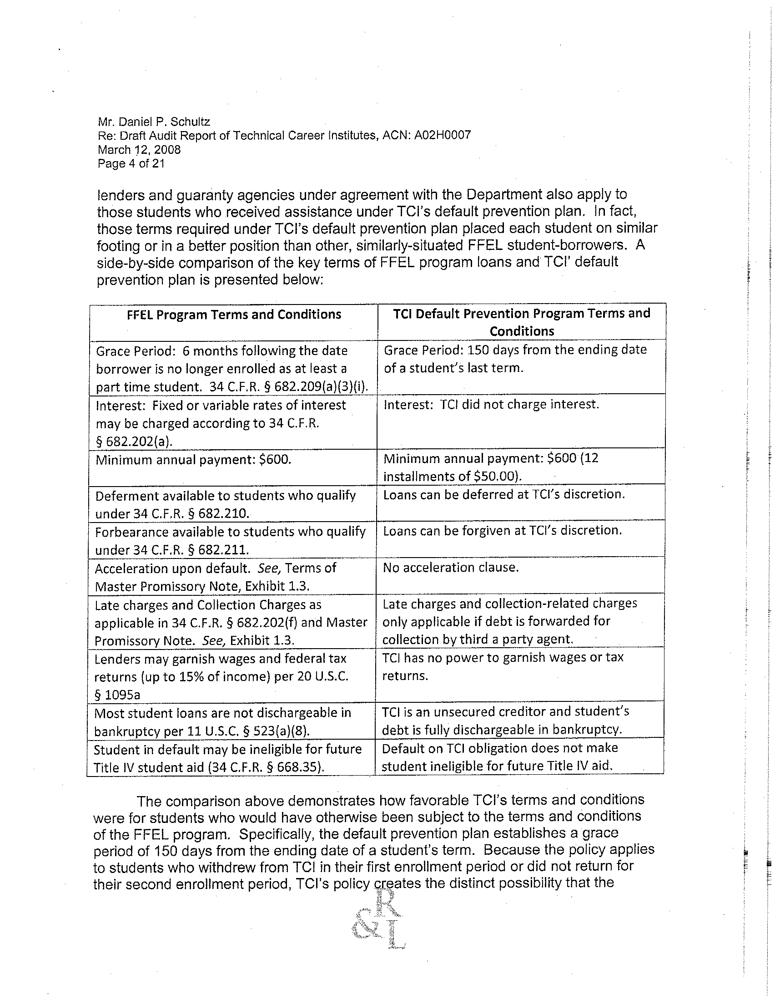 Mr. Daniel P. Schultz
Re: Draft Audit Report of Technical Career Institutes, ACN: A02H0007
March 12, 2008
Page 4 of 21
lenders and guaranty agencies under agreement with the Department also apply to
those students who received assistance under TCI's default prevention plan. In fact,
those terms required under TCI's default prevention plan placed each student on similar
footing or in a better position than other, similarly-situated FFEL student-borrowers. A
side-by-side comparison of the key terms of FFEL program loans and TCI' default
prevention plan is presented below:
FFEL Program Terms and Conditions
TCI Default Prevention Program Terms and
Conditions
Grace Period: 6 months following the date
borrower is no longer enrolled as at least a
part time student. 34 C.F.R. § 682.209(a)(3)(i).
Grace Period: 150 days from the ending date
of a student's last term.
Interest: Fixed or variable rates of interest
may be charged according to 34 C.F.R.
§ 682.202(a).
Interest: TCI did not charge interest.
Minimum annual payment: $600.
Minimum annual payment: $600 (12
installments of $50.00).
Deferment available to students who qualify
under 34 C.F.R. § 682.210.
Loans can be deferred at TCI's discretion.
Forbearance available to students who qualify
under 34 C.F.R. § 682.211.
Loans can be forgiven at TCI's discretion.
Acceleration upon default. See, Terms of
Master Promissory Note, Exhibit 1.3.
No acceleration clause.
Late charges and Collection Charges as
applicable in 34 C.F.R. § 682.202(f) and Master
Promissory Note. See, Exhibit 1.3.
Late charges and collection-related charges
only applicable if debt is forwarded for
collection by third a party agent.
Lenders may garnish wages and federal tax
returns (up to 15% of income) per 20 U.S.C.
§ 1095a
TCI has no power to garnish wages or tax
returns.
Most student loans are not dischargeable in
bankruptcy per 11 U.S.C. § 523(a)(8).
TCI is an unsecured creditor and student's
debt is fully dischargeable in bankruptcy.
Student in default may be ineligible for future
Title IV student aid (34 C.F.R. § 668.35).
Default on TCI obligation does not make
student ineligible for future Title IV aid.
The comparison above demonstrates how favorable TCI's terms and conditions
were for students who would have otherwise been subject to the terms and conditions
of the FFEL program. Specifically, the default prevention plan establishes a grace
period of 150 days from the ending date of a student's term. Because the policy applies
to students who withdrew from TCI in their first enrollment period or did not return for
their second enrollment period, TCI's policy creates the distinct possibility that the
R
&
L